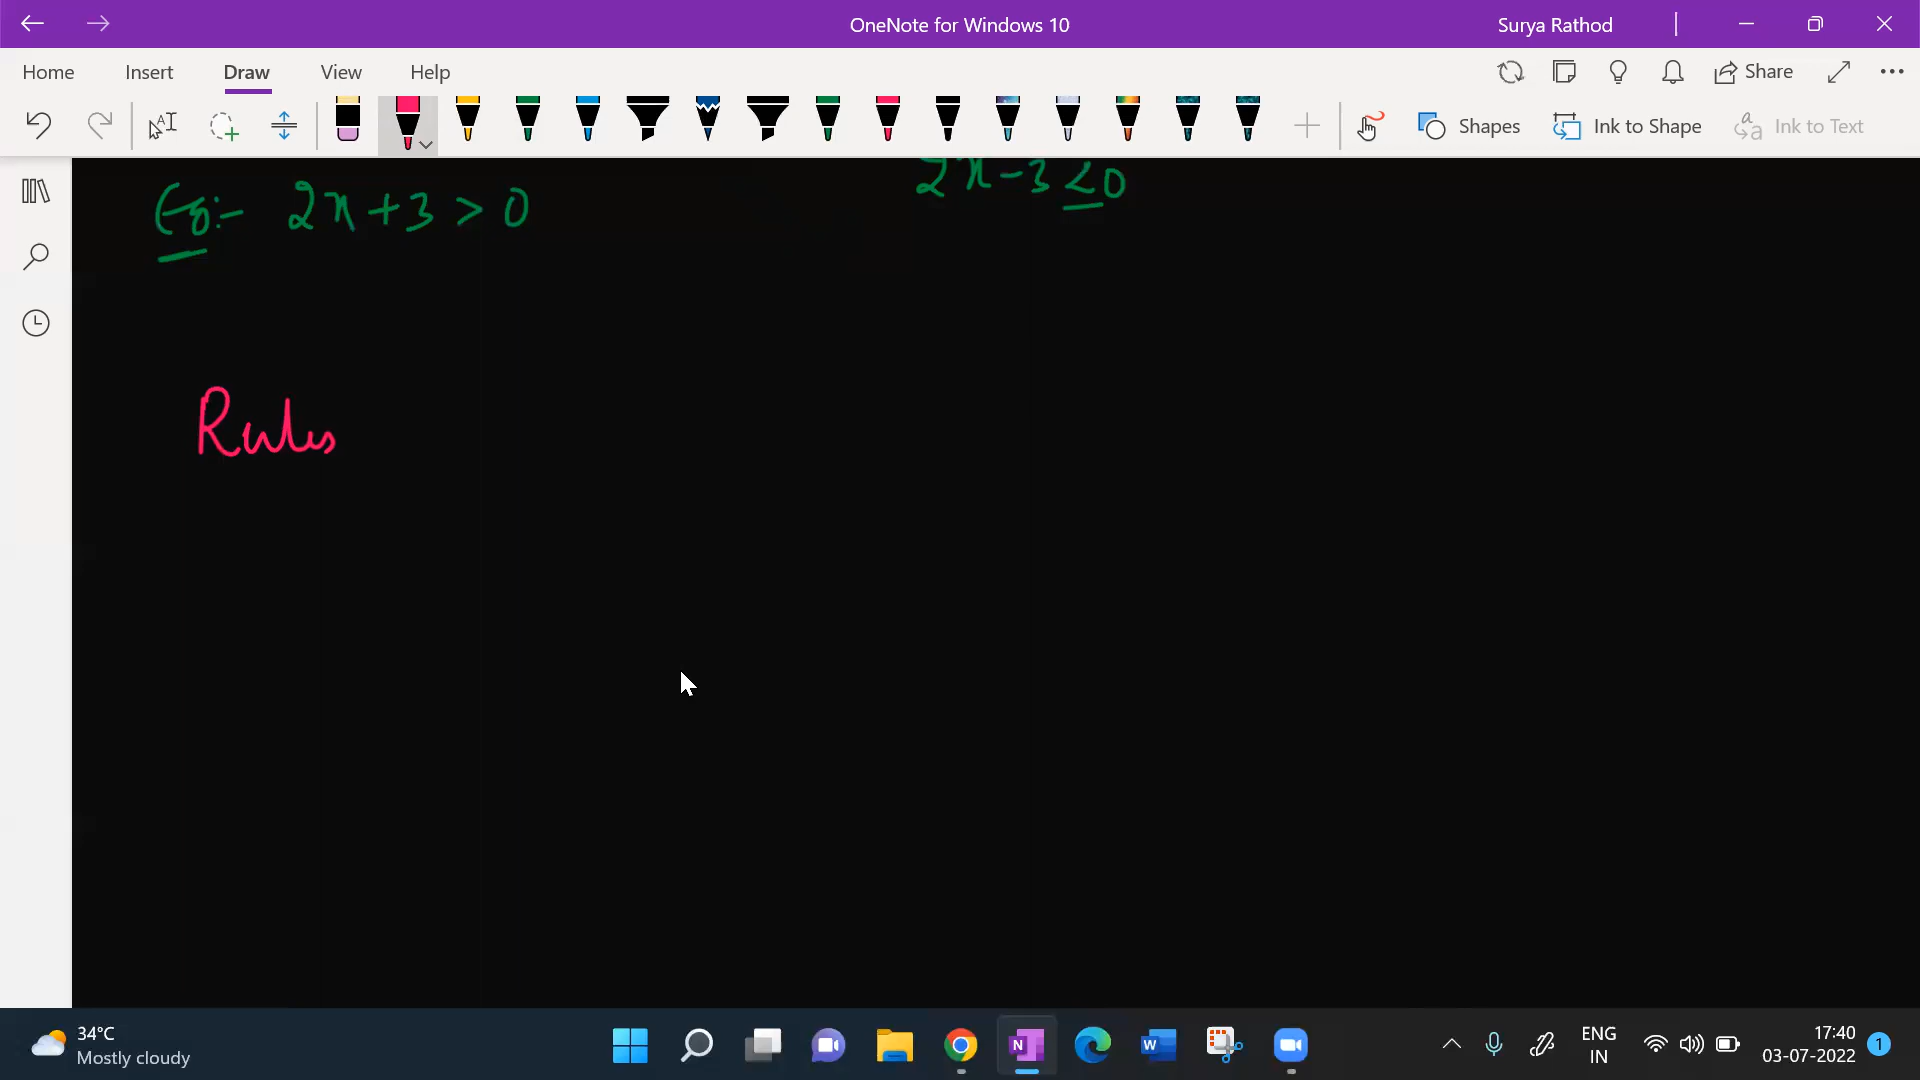 OneNote for Windows 10
Surya Rathod
Home Insert Draw View Help
Share
Shapes
Ink to Shape
Ink to Text
Eg:- 2x+3 > 0
2x-3 ≤ 0
Rules
34°C
Mostly cloudy
ENG
IN
17:40
03-07-2022
1